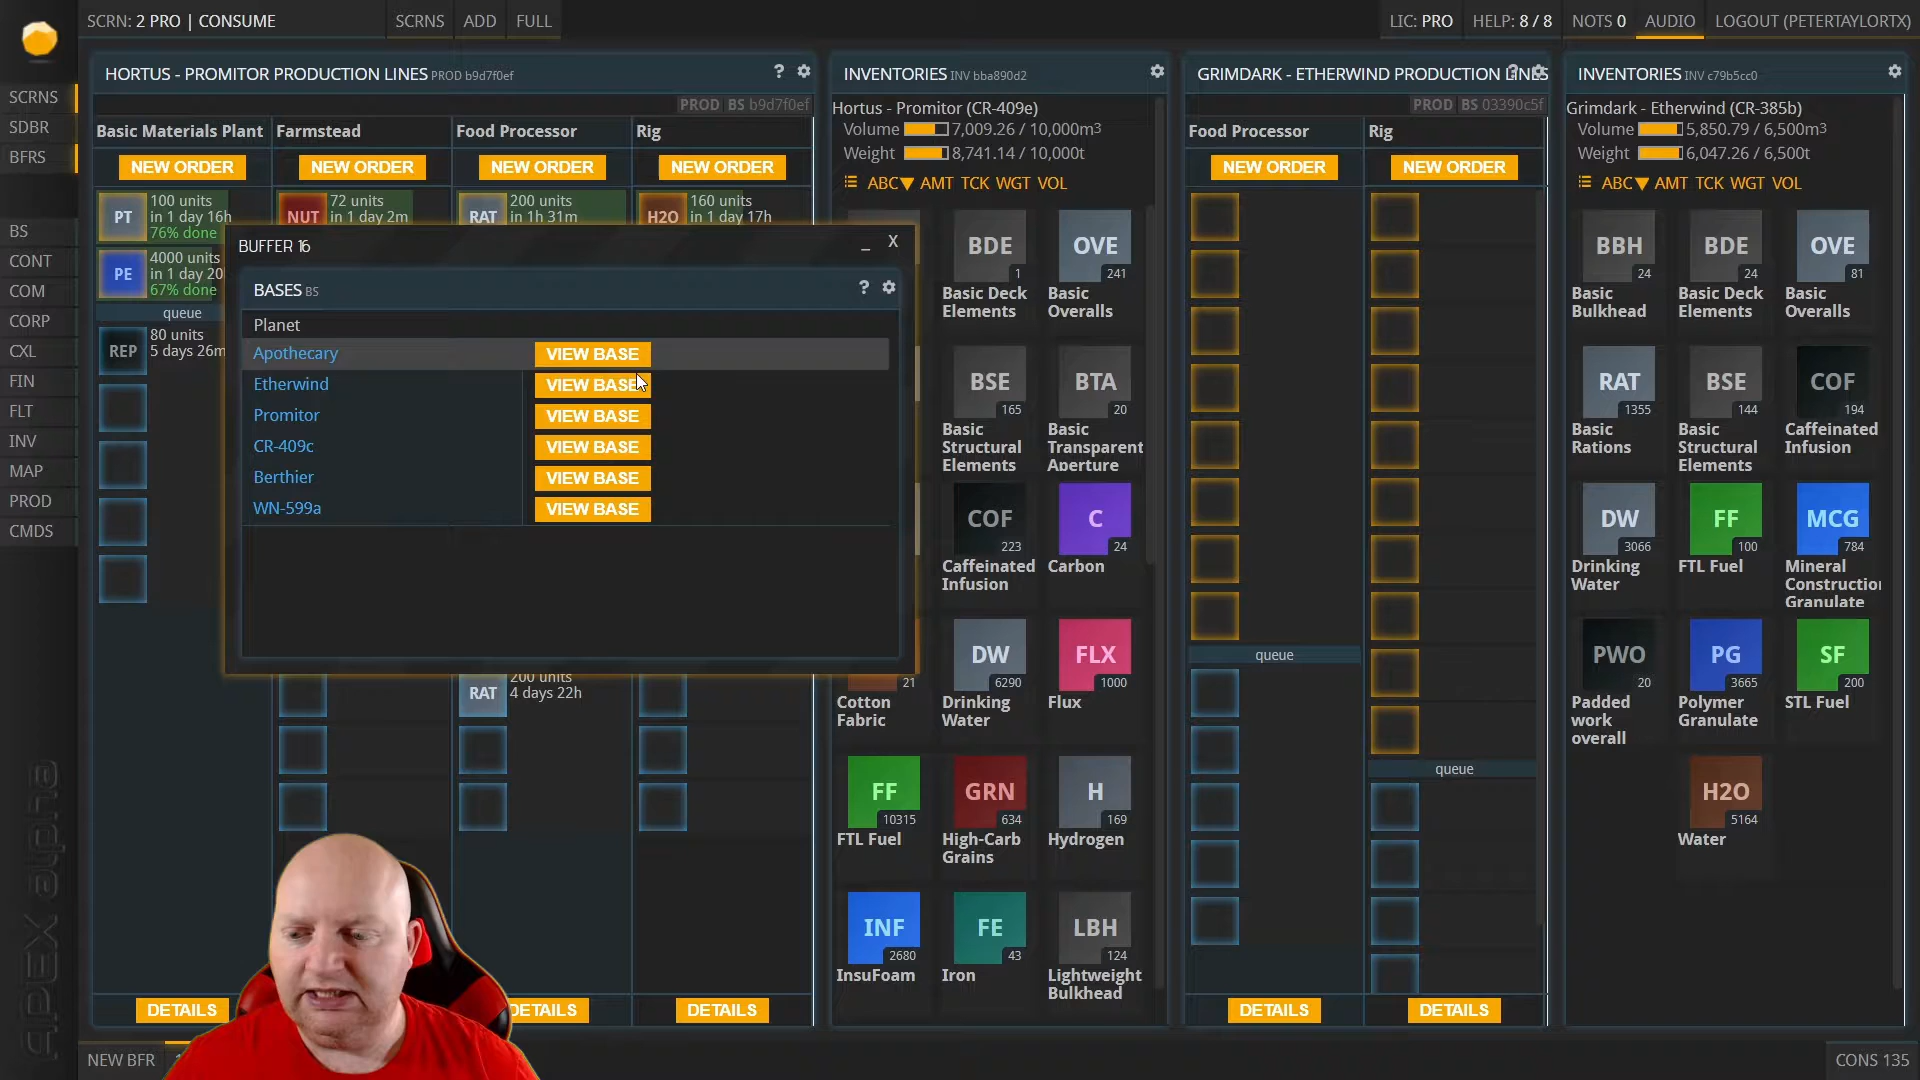 SCRN: 2 PRO | CONSUME
SCRNS
ADD
FULL
LIC: PRO
HELP: 8 / 8
NOTS 0
AUDIO
LOGOUT (PETERTAYLORTX)
SCRNS
SDBR
BFRS
BS
CONT
COM
CORP
CXL
FIN
FLT
INV
MAP
PROD
CMDS
APEX alpha
HORTUS - PROMITOR PRODUCTION LINES PROD b9d7f0ef
?
PROD BS b9d7f0ef
Basic Materials Plant
Farmstead
Food Processor
Rig
NEW ORDER
NEW ORDER
NEW ORDER
NEW ORDER
PT
100 units
in 1 day 16h
76% done
NUT
72 units
in 1 day 2m
RAT
200 units
in 1h 31m
H2O
160 units
in 1 day 17h
PE
4000 units
in 1 day 20
67% done
queue
REP
80 units
5 days 26m
RAT
200 units
4 days 22h
DETAILS
DETAILS
DETAILS
BUFFER 16
_ X
BASES BS
?
Planet
Apothecary VIEW BASE
Etherwind VIEW BASE
Promitor VIEW BASE
CR-409c VIEW BASE
Berthier VIEW BASE
WN-599a VIEW BASE
INVENTORIES INV bba890d2
Hortus - Promitor (CR-409e)
Volume 7,009.26 / 10,000m³
Weight 8,741.14 / 10,000t
ABC▼ AMT TCK WGT VOL
BDE
1
Basic Deck
Elements
OVE
241
Basic
Overalls
BSE
165
Basic
Structural
Elements
BTA
20
Basic
Transparent
Aperture
COF
223
Caffeinated
Infusion
C
24
Carbon
21
Cotton
Fabric
DW
6290
Drinking
Water
FLX
1000
Flux
FF
10315
FTL Fuel
GRN
634
High-Carb
Grains
H
169
Hydrogen
INF
2680
InsuFoam
FE
43
Iron
LBH
124
Lightweight
Bulkhead
GRIMDARK - ETHERWIND PRODUCTION LINES
PROD BS 03390c5f
Food Processor
Rig
NEW ORDER
NEW ORDER
queue
queue
DETAILS
DETAILS
INVENTORIES INV c79b5cc0
Grimdark - Etherwind (CR-385b)
Volume 5,850.79 / 6,500m³
Weight 6,047.26 / 6,500t
ABC▼ AMT TCK WGT VOL
BBH
24
Basic
Bulkhead
BDE
24
Basic Deck
Elements
OVE
81
Basic
Overalls
RAT
1355
Basic
Rations
BSE
144
Basic
Structural
Elements
COF
194
Caffeinated
Infusion
DW
3066
Drinking
Water
FF
100
FTL Fuel
MCG
784
Mineral
Constructio
Granulate
PWO
20
Padded
work
overall
PG
3665
Polymer
Granulate
SF
200
STL Fuel
H2O
5164
Water
NEW BFR
CONS 135